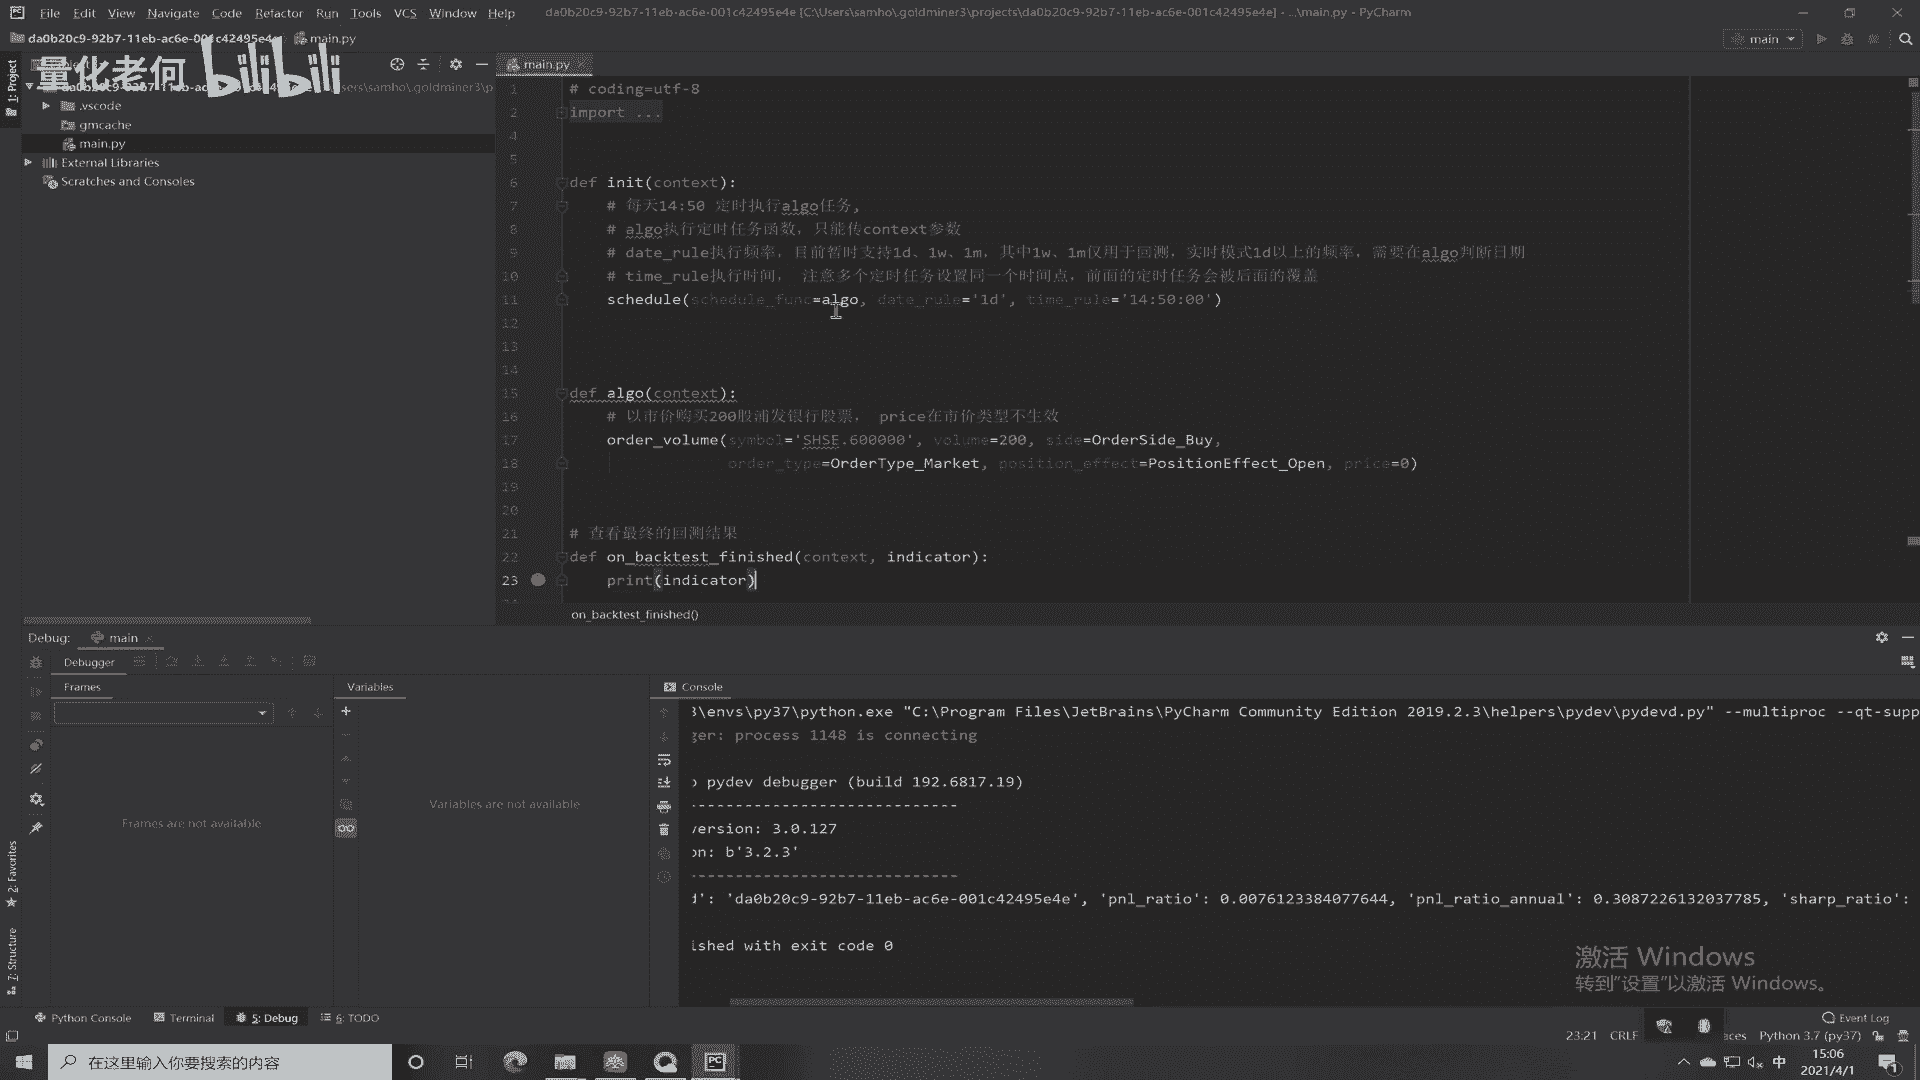 File Edit View Navigate Code Refactor Run Tools VCS Window Help da0b20c9-92b7-11eb-ac6e-001c42495e4e [C:\Users\samho\.goldminer3\projects\da0b20c9-92b7-11eb-ac6e-001c42495e4e] - ...\main.py - PyCharm
da0b20c9-92b7-11eb-ac6e-001c42495e4e main.py main
量化老何 bilibili
1: Project
main.py
.vscode
gmcache
main.py
External Libraries
Scratches and Consoles
1 # coding=utf-8
2 import ...
4
5
6 def init(context):
7 # 每天14:50 定时执行algo任务,
8 # algo执行定时任务函数，只能传context参数
9 # date_rule执行频率，目前暂时支持1d、1w、1m，其中1w、1m仅用于回测，实时模式1d以上的频率，需要在algo判断日期
10 # time_rule执行时间， 注意多个定时任务设置同一个时间点，前面的定时任务会被后面的覆盖
11 schedule(schedule_func=algo, date_rule='1d', time_rule='14:50:00')
12
13
14
15 def algo(context):
16 # 以市价购买200股浦发银行股票， price在市价类型不生效
17 order_volume(symbol='SHSE.600000', volume=200, side=OrderSide_Buy,
18 order_type=OrderType_Market, position_effect=PositionEffect_Open, price=0)
19
20
21 # 查看最终的回测结果
22 def on_backtest_finished(context, indicator):
23 print(indicator)
on_backtest_finished()
Debug: main
Debugger
Frames Variables Console
3\envs\py37\python.exe "C:\Program Files\JetBrains\PyCharm Community Edition 2019.2.3\helpers\pydev\pydevd.py" --multiproc --qt-supp
ger: process 1148 is connecting
pydev debugger (build 192.6817.19)
-----------------------------
version: 3.0.127
on: b'3.2.3'
-----------------------------
d': 'da0b20c9-92b7-11eb-ac6e-001c42495e4e', 'pnl_ratio': 0.0076123384077644, 'pnl_ratio_annual': 0.3087226132037785, 'sharp_ratio':
ished with exit code 0
Frames are not available
Variables are not available
2: Favorites
7: Structure
激活 Windows
转到"设置"以激活 Windows。
Python Console Terminal 5: Debug 6: TODO Event Log
23:21 CRLF aces Python 3.7 (py37)
在这里输入你要搜索的内容
中 15:06
2021/4/1